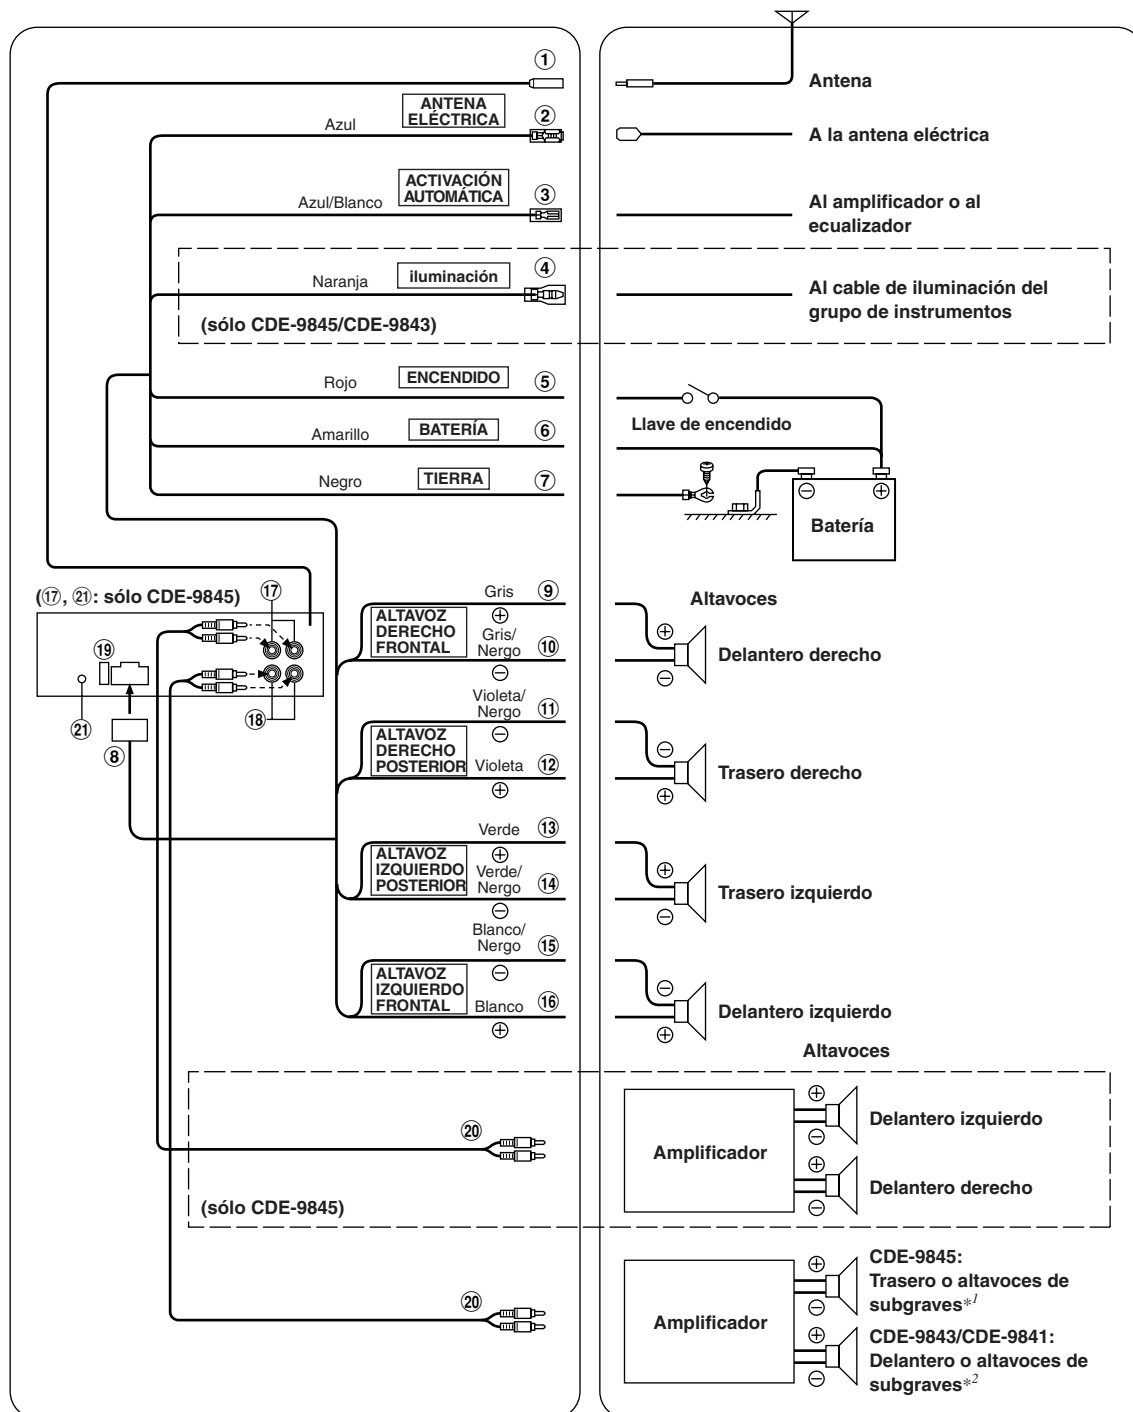 ①
Antena
ANTENA
ELÉCTRICA
②
Azul
A la antena eléctrica
ACTIVACIÓN
AUTOMÁTICA
③
Azul/Blanco
Al amplificador o al
ecualizador
④
Naranja
iluminación
Al cable de iluminación del
grupo de instrumentos
(sólo CDE-9845/CDE-9843)
Rojo
ENCENDIDO
⑤
Llave de encendido
Amarillo
BATERÍA
⑥
Negro
TIERRA
⑦
⊖ ⊕
Batería
(⑰, ㉑: sólo CDE-9845)
⑰
⑲
⑱
㉑
⑧
Altavoces
Gris
⑨
ALTAVOZ
DERECHO
FRONTAL
⊕
Gris/
Nergo
⑩
⊖
⊕
Delantero derecho
⊖
Violeta/
Nergo
⑪
ALTAVOZ
DERECHO
POSTERIOR
⊖
Violeta
⑫
⊕
⊖
Trasero derecho
⊕
Verde
⑬
ALTAVOZ
IZQUIERDO
POSTERIOR
⊕
Verde/
Nergo
⑭
⊖
⊕
Trasero izquierdo
⊖
Blanco/
Nergo
⑮
ALTAVOZ
IZQUIERDO
FRONTAL
⊖
Blanco
⑯
⊕
⊖
Delantero izquierdo
⊕
Altavoces
⑳
Amplificador
⊕
Delantero izquierdo
⊖
⊕
Delantero derecho
⊖
(sólo CDE-9845)
⑳
Amplificador
⊕
CDE-9845:
Trasero o altavoces de
subgraves*1
⊖
⊕
CDE-9843/CDE-9841:
Delantero o altavoces de
subgraves*2
⊖